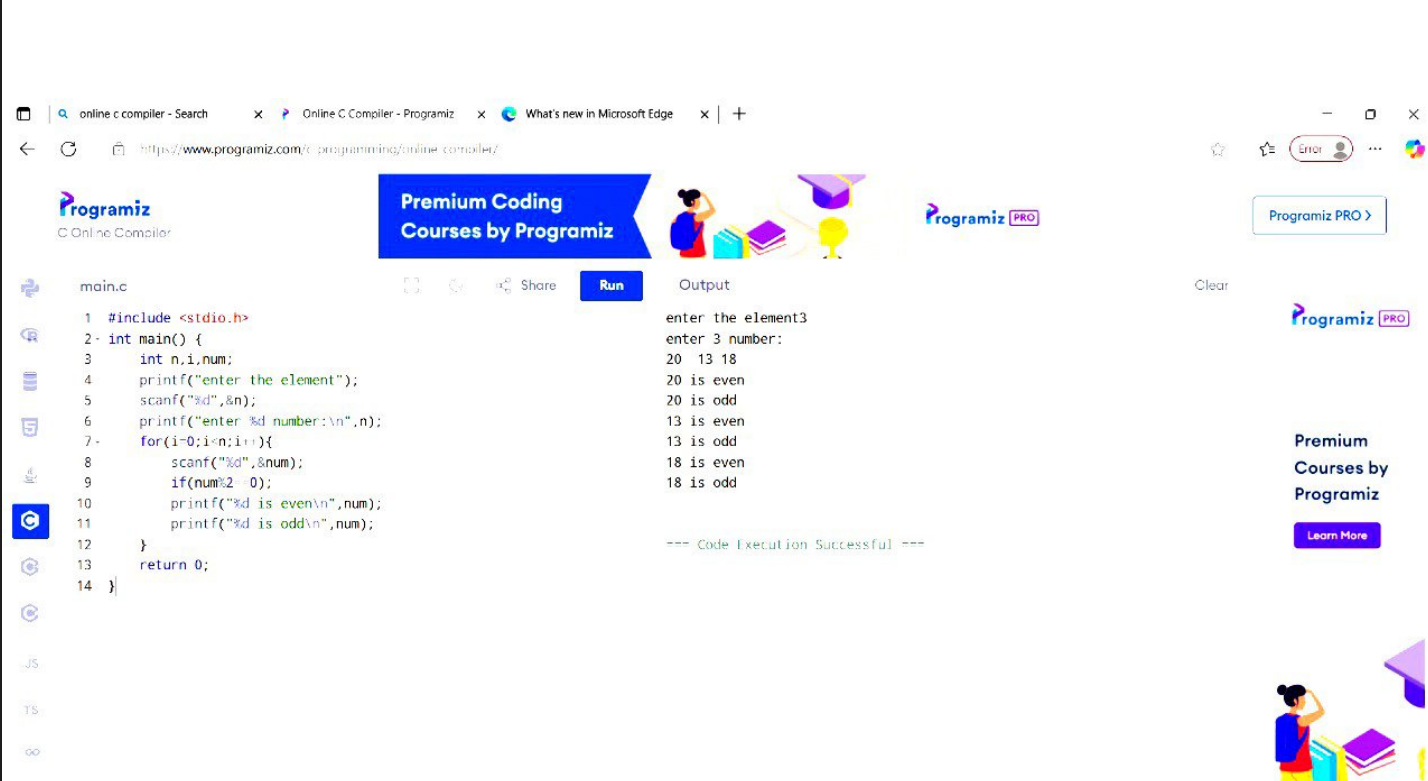 online c compiler - Search
Online C Compiler - Programiz
What's new in Microsoft Edge
https://www.programiz.com/c-programming/online-compiler/
Error
Programiz
C Online Compiler
Premium Coding
Courses by Programiz
Programiz PRO
Programiz PRO >
main.c
Share
Run
Output
Clear
1 #include <stdio.h>
2 - int main() {
3 int n,i,num;
4 printf("enter the element");
5 scanf("%d",&n);
6 printf("enter %d number:\n",n);
7 - for(i=0;i<n;i++){
8 scanf("%d",&num);
9 if(num%2==0);
10 printf("%d is even\n",num);
11 printf("%d is odd\n",num);
12 }
13 return 0;
14 }
enter the element3
enter 3 number:
20  13 18
20 is even
20 is odd
13 is even
13 is odd
18 is even
18 is odd
=== Code Execution Successful ===
Programiz PRO
Premium
Courses by
Programiz
Learn More
JS
TS
GO